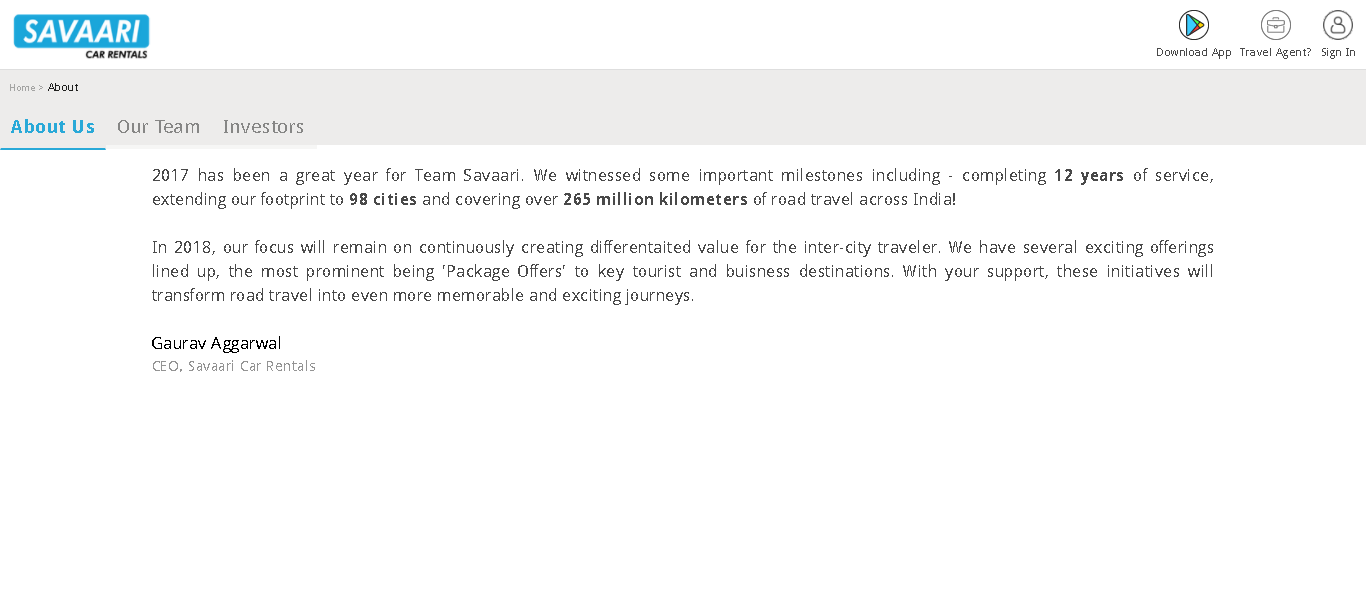 SAVAARI
CAR RENTALS
Download App
Travel Agent?
Sign In
Home > About
About Us
Our Team
Investors
2017 has been a great year for Team Savaari. We witnessed some important milestones including - completing 12 years of service,
extending our footprint to 98 cities and covering over 265 million kilometers of road travel across India!
In 2018, our focus will remain on continuously creating differentaited value for the inter-city traveler. We have several exciting offerings
lined up, the most prominent being 'Package Offers' to key tourist and buisness destinations. With your support, these initiatives will
transform road travel into even more memorable and exciting journeys.
Gaurav Aggarwal
CEO, Savaari Car Rentals